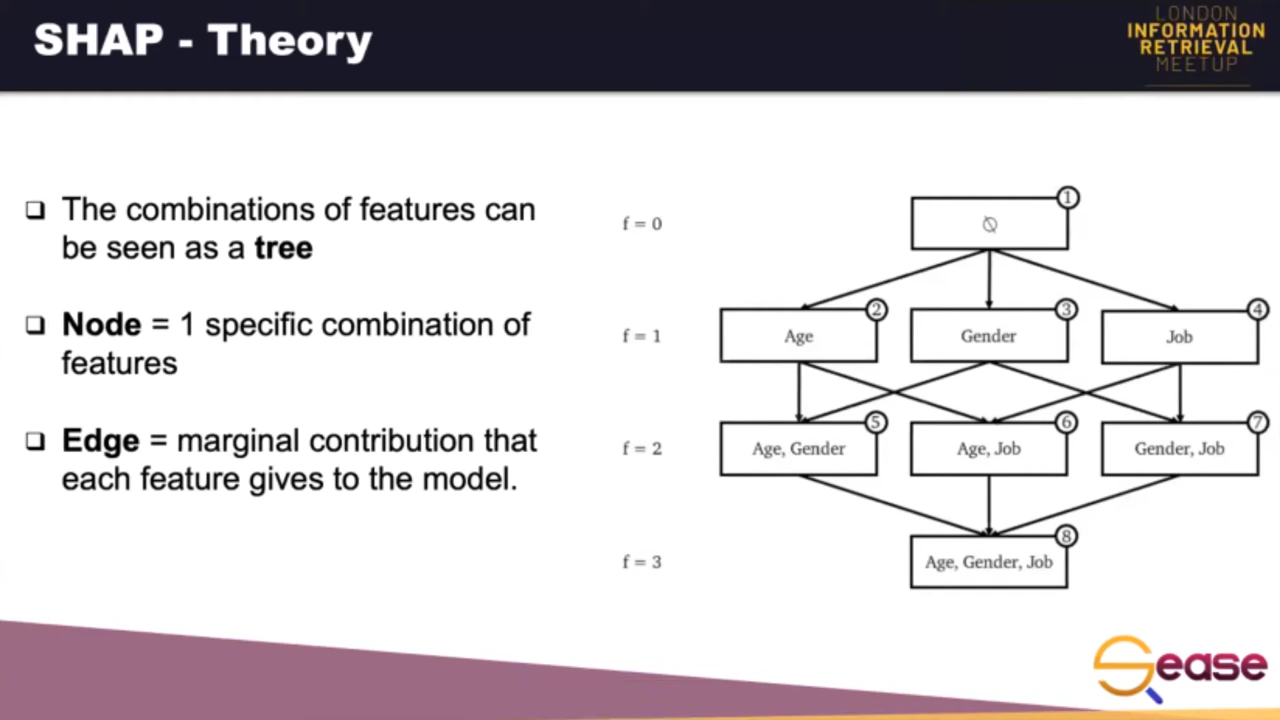 SHAP - Theory
LONDON
INFORMATION
RETRIEVAL
MEETUP
❑ The combinations of features can
be seen as a tree
❑ Node = 1 specific combination of
features
❑ Edge = marginal contribution that
each feature gives to the model.
f = 0
1
∅
f = 1
2
Age
3
Gender
4
Job
f = 2
5
Age, Gender
6
Age, Job
7
Gender, Job
f = 3
8
Age, Gender, Job
Sease